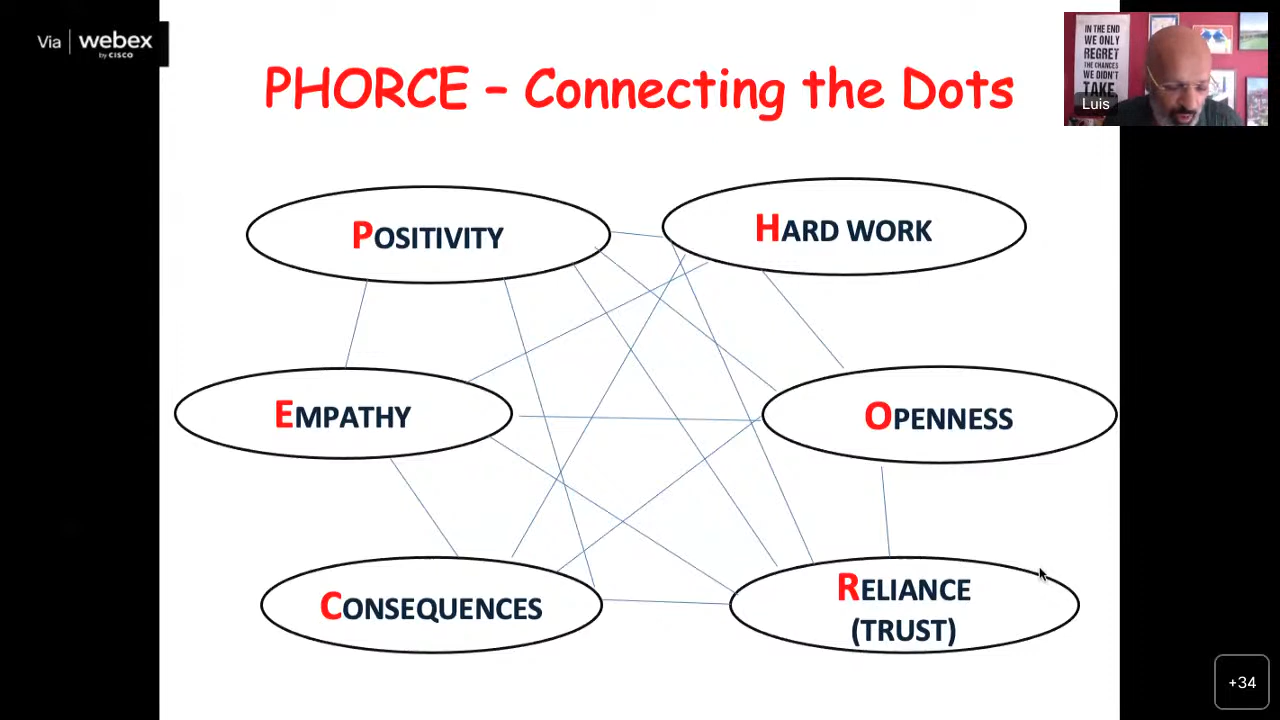 Via webex
by CISCO
PHORCE – Connecting the Dots
IN THE END
WE ONLY
REGRET
THE CHANCES
WE DIDN'T
TAKE.
Luis
POSITIVITY
HARD WORK
EMPATHY
OPENNESS
CONSEQUENCES
RELIANCE
(TRUST)
+34